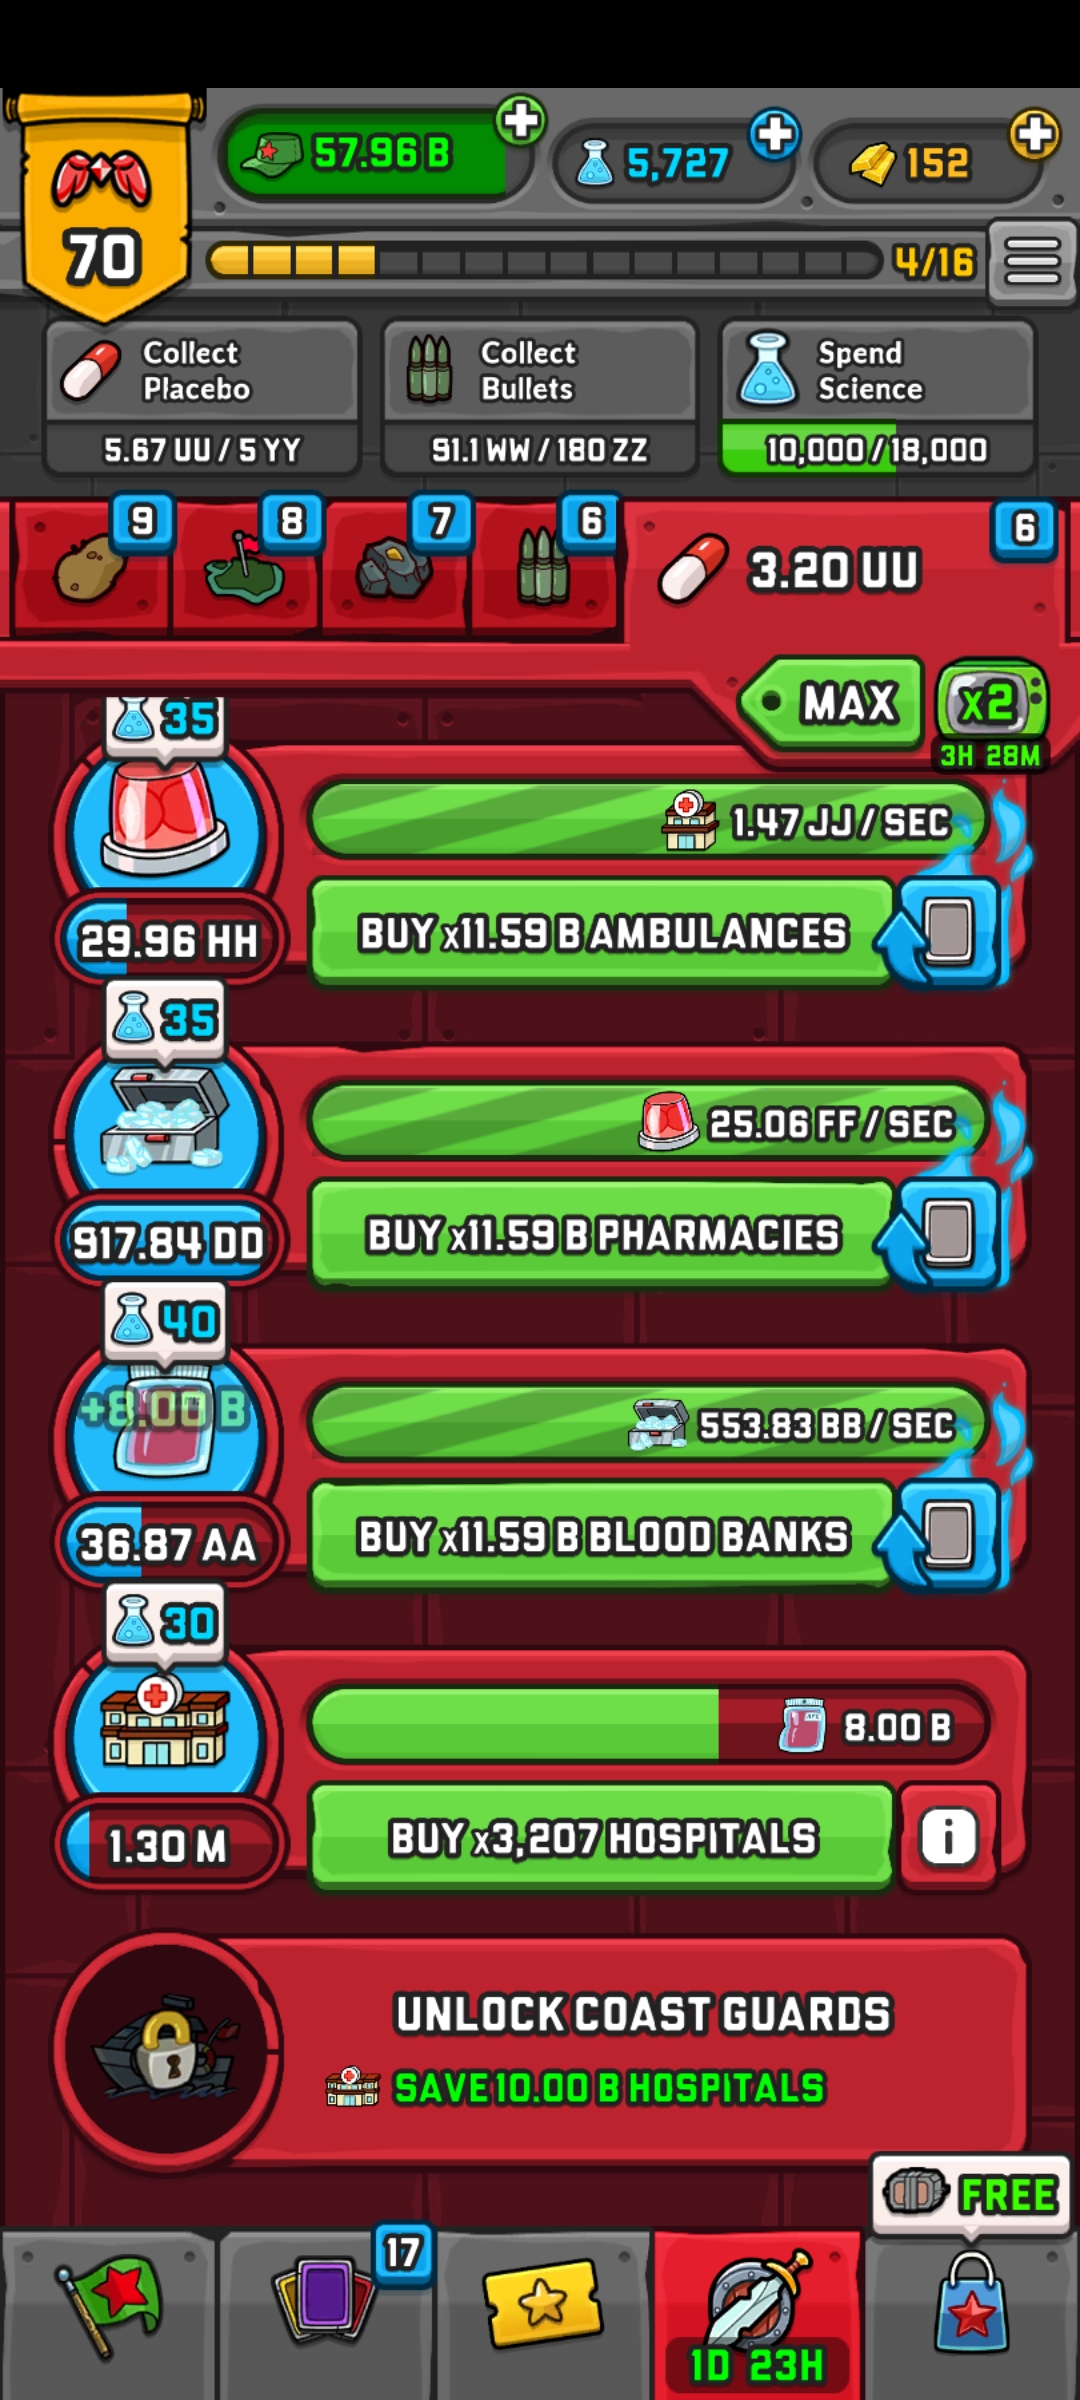 57.96 B
5,727
152
70
4/16
Collect
Placebo
5.67 UU / 5 YY
Collect
Bullets
91.1 WW / 180 ZZ
Spend
Science
10,000 / 18,000
9
8
7
6
3.20 UU
6
MAX
x2
3H 28M
35
1.47 JJ / SEC
29.96 HH
BUY x11.59 B AMBULANCES
35
25.06 FF / SEC
917.84 DD
BUY x11.59 B PHARMACIES
40
+8.00 B
553.83 BB / SEC
36.87 AA
BUY x11.59 B BLOOD BANKS
30
8.00 B
1.30 M
BUY x3,207 HOSPITALS
i
UNLOCK COAST GUARDS
SAVE 10.00 B HOSPITALS
FREE
17
1D 23H